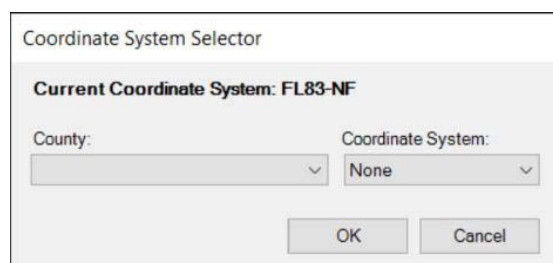 Coordinate System Selector
Current Coordinate System: FL83-NF
County: Coordinate System:
None
OK Cancel